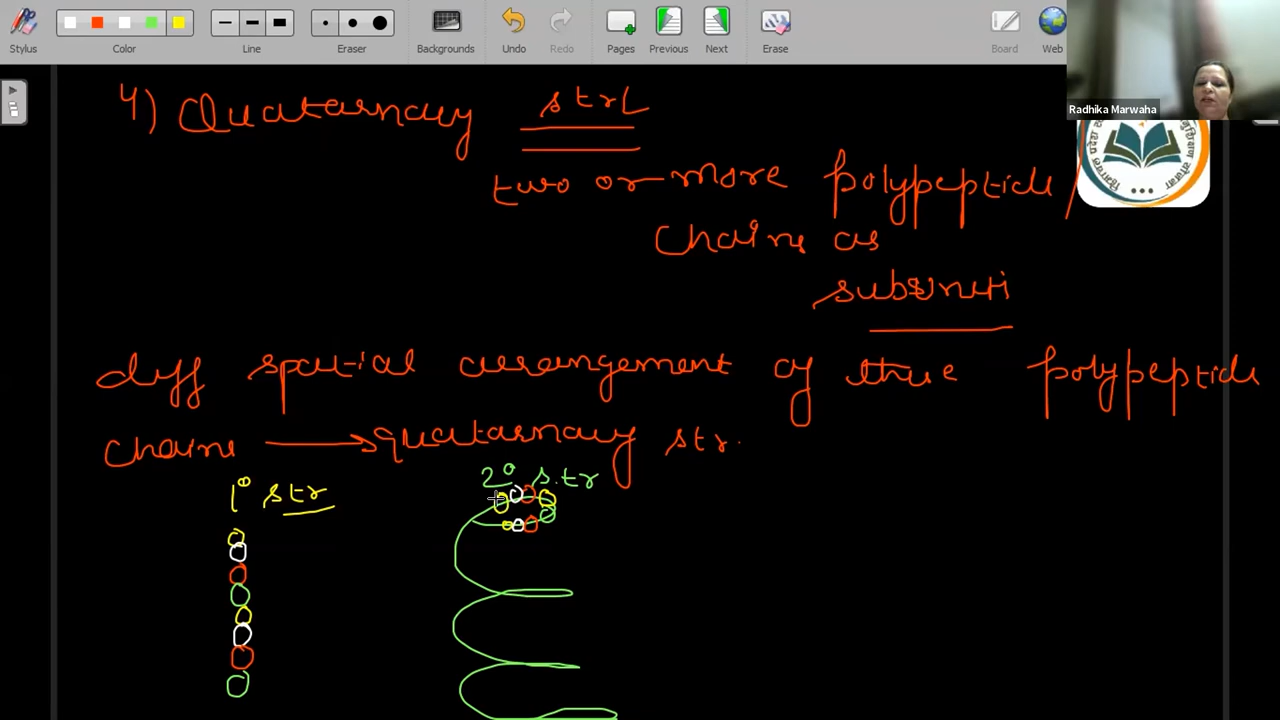 Stylus
Color
Line
Eraser
Backgrounds
Undo
Redo
Pages
Previous
Next
Erase
Board
Web
Radhika Marwaha
4) Quaternary str
two or more polypeptide
Chains as
subunits
diff spatial arrangement of these polypeptide
Chains → quaternary str.
1° str
2° str